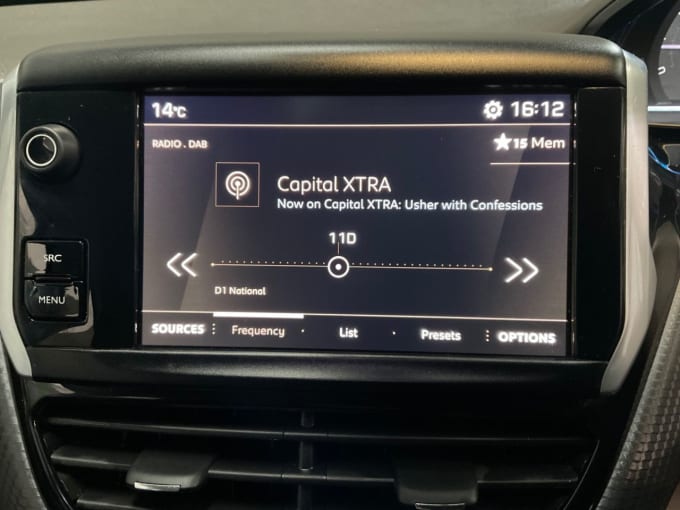 14°C 16:12
RADIO . DAB 15 Mem
Capital XTRA
Now on Capital XTRA: Usher with Confessions
11D
D1 National
SRC
MENU
SOURCES Frequency List Presets OPTIONS